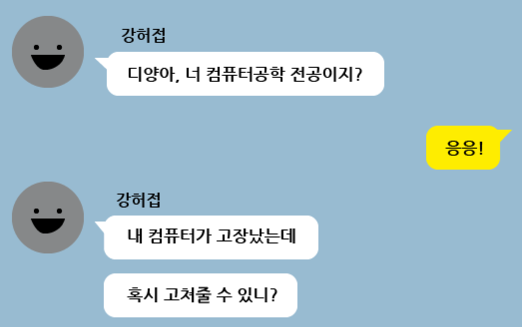 강허접
디양아, 너 컴퓨터공학 전공이지?
응응!
강허접
내 컴퓨터가 고장났는데
혹시 고쳐줄 수 있니?